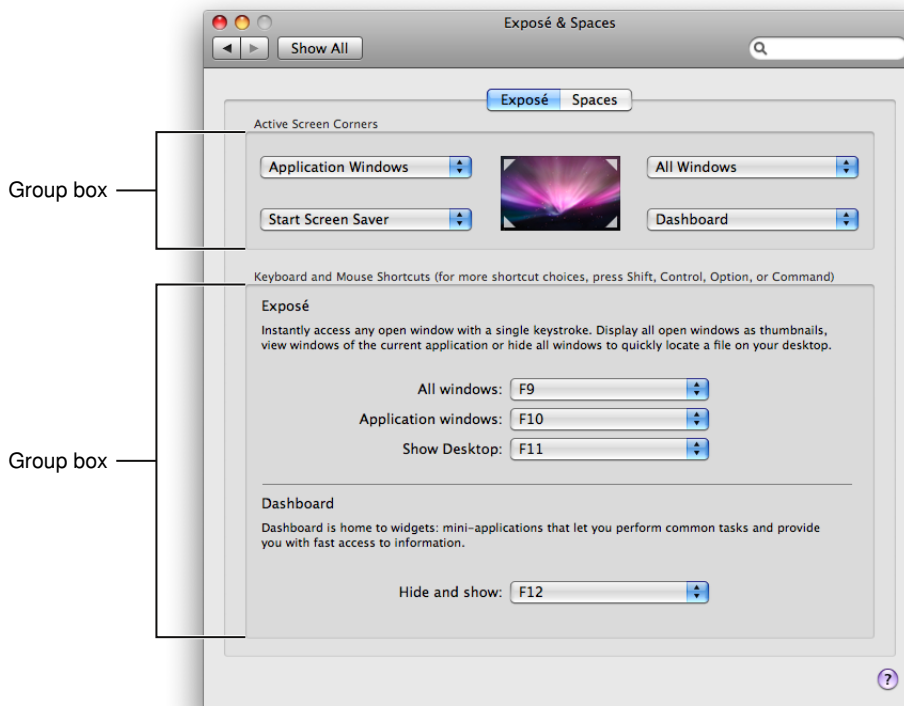 Exposé & Spaces
Show All
Exposé Spaces
Active Screen Corners
Group box
Application Windows
All Windows
Start Screen Saver
Dashboard
Keyboard and Mouse Shortcuts (for more shortcut choices, press Shift, Control, Option, or Command)
Group box
Exposé
Instantly access any open window with a single keystroke. Display all open windows as thumbnails,
view windows of the current application or hide all windows to quickly locate a file on your desktop.
All windows: F9
Application windows: F10
Show Desktop: F11
Dashboard
Dashboard is home to widgets: mini-applications that let you perform common tasks and provide
you with fast access to information.
Hide and show: F12
?